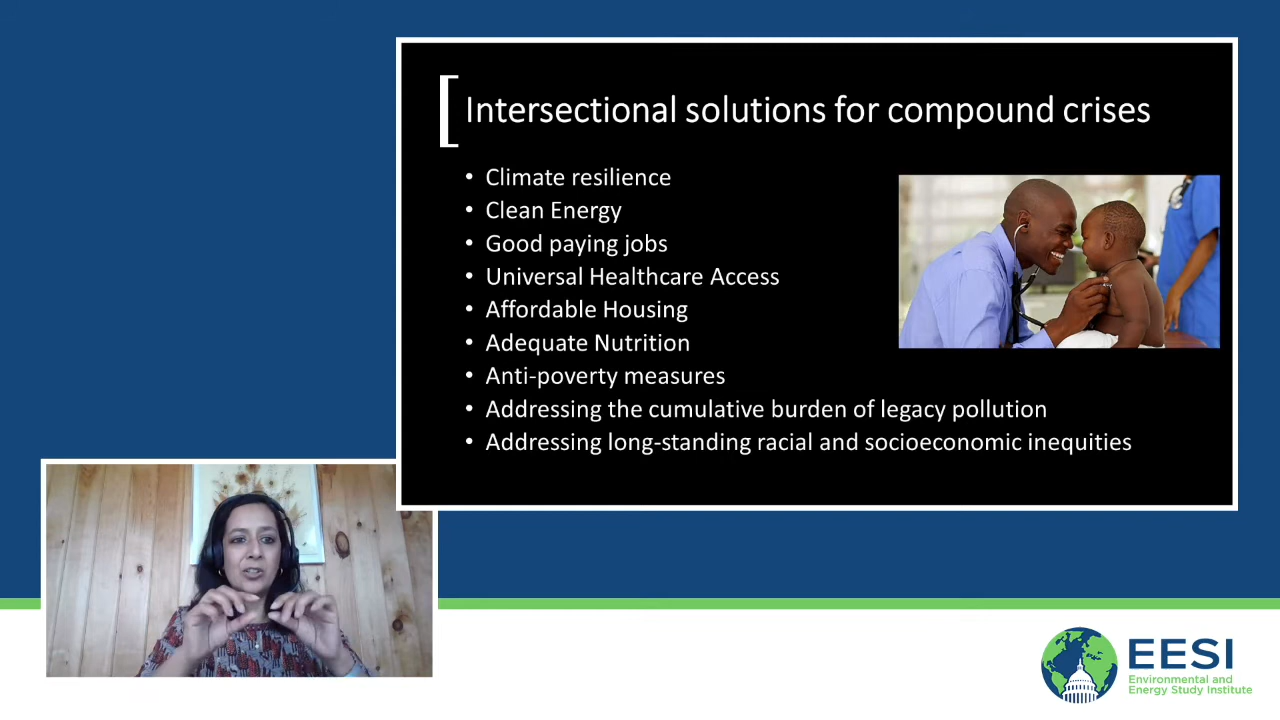 Intersectional solutions for compound crises
• Climate resilience
• Clean Energy
• Good paying jobs
• Universal Healthcare Access
• Affordable Housing
• Adequate Nutrition
• Anti-poverty measures
• Addressing the cumulative burden of legacy pollution
• Addressing long-standing racial and socioeconomic inequities
EESI
Environmental and
Energy Study Institute